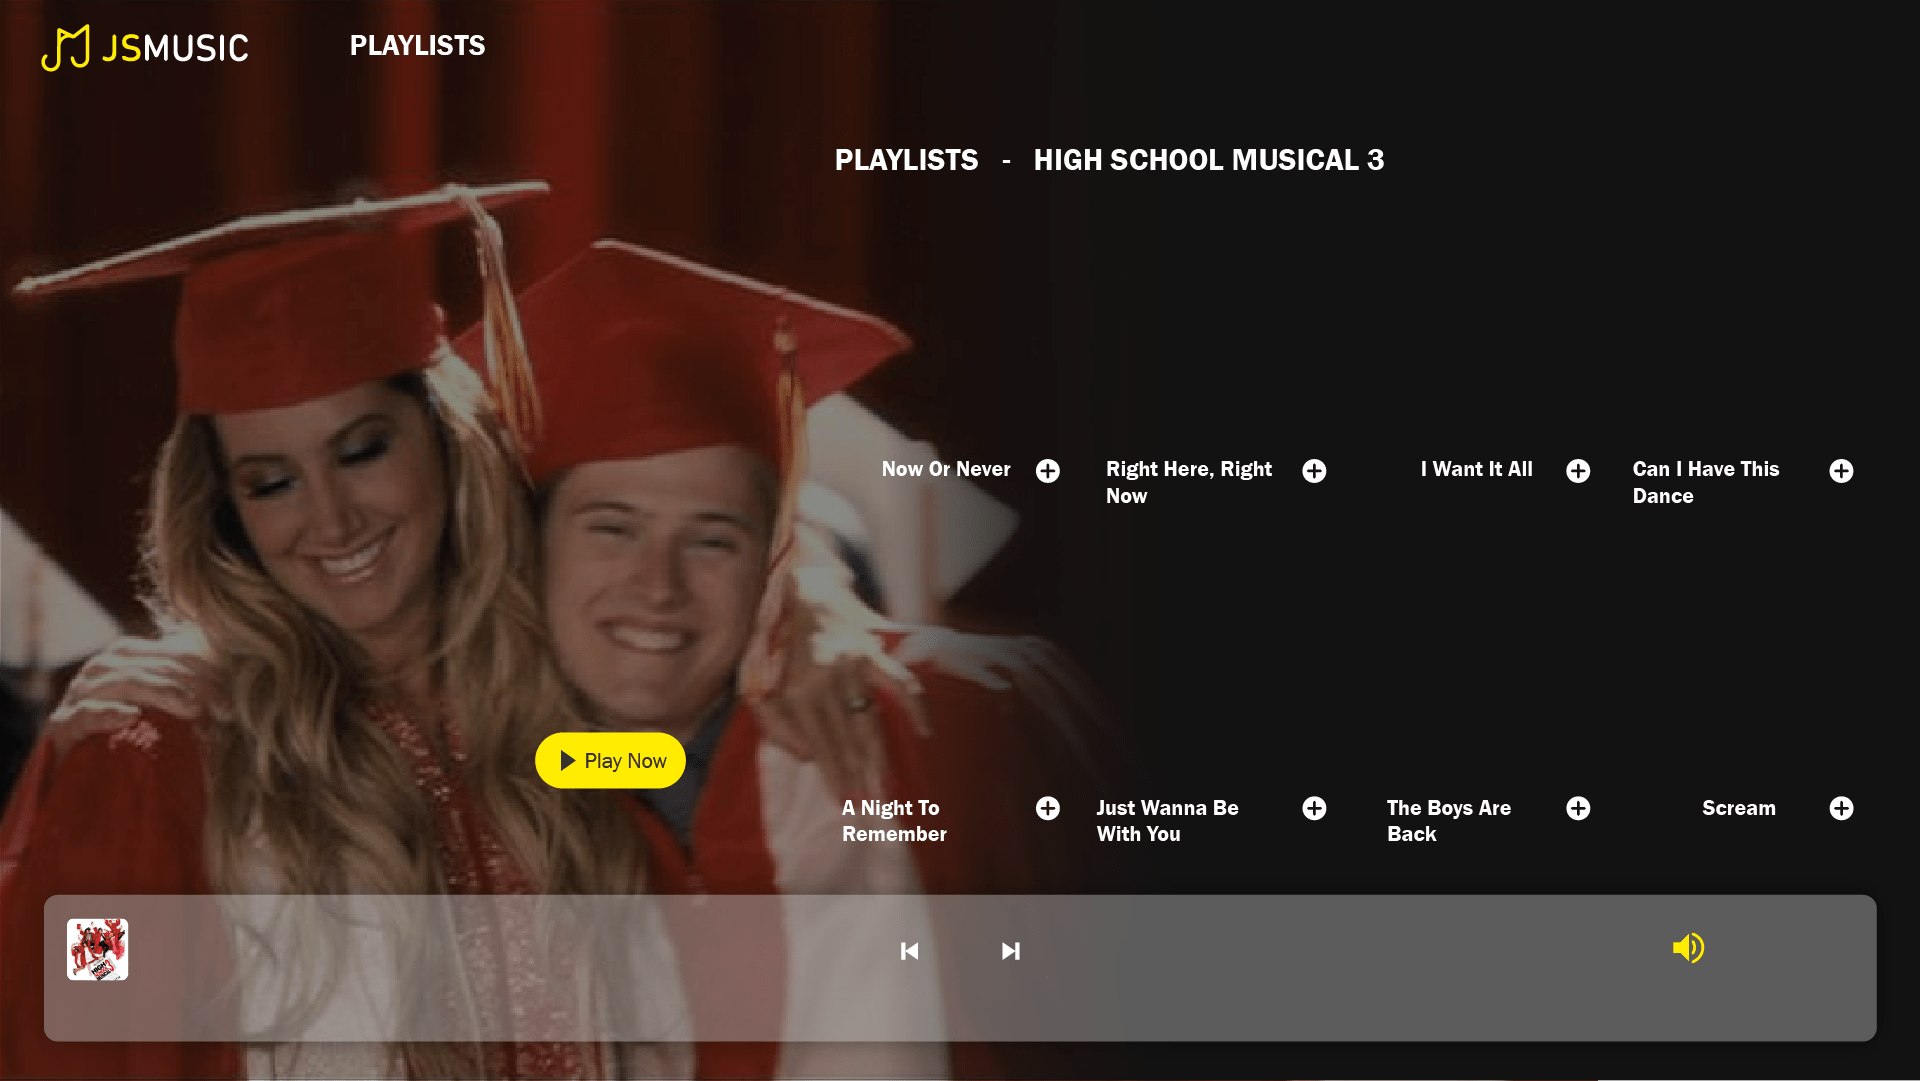 JSMUSIC
PLAYLISTS
PLAYLISTS - HIGH SCHOOL MUSICAL 3
Now Or Never
Right Here, Right
Now
I Want It All
Can I Have This
Dance
Play Now
A Night To
Remember
Just Wanna Be
With You
The Boys Are
Back
Scream